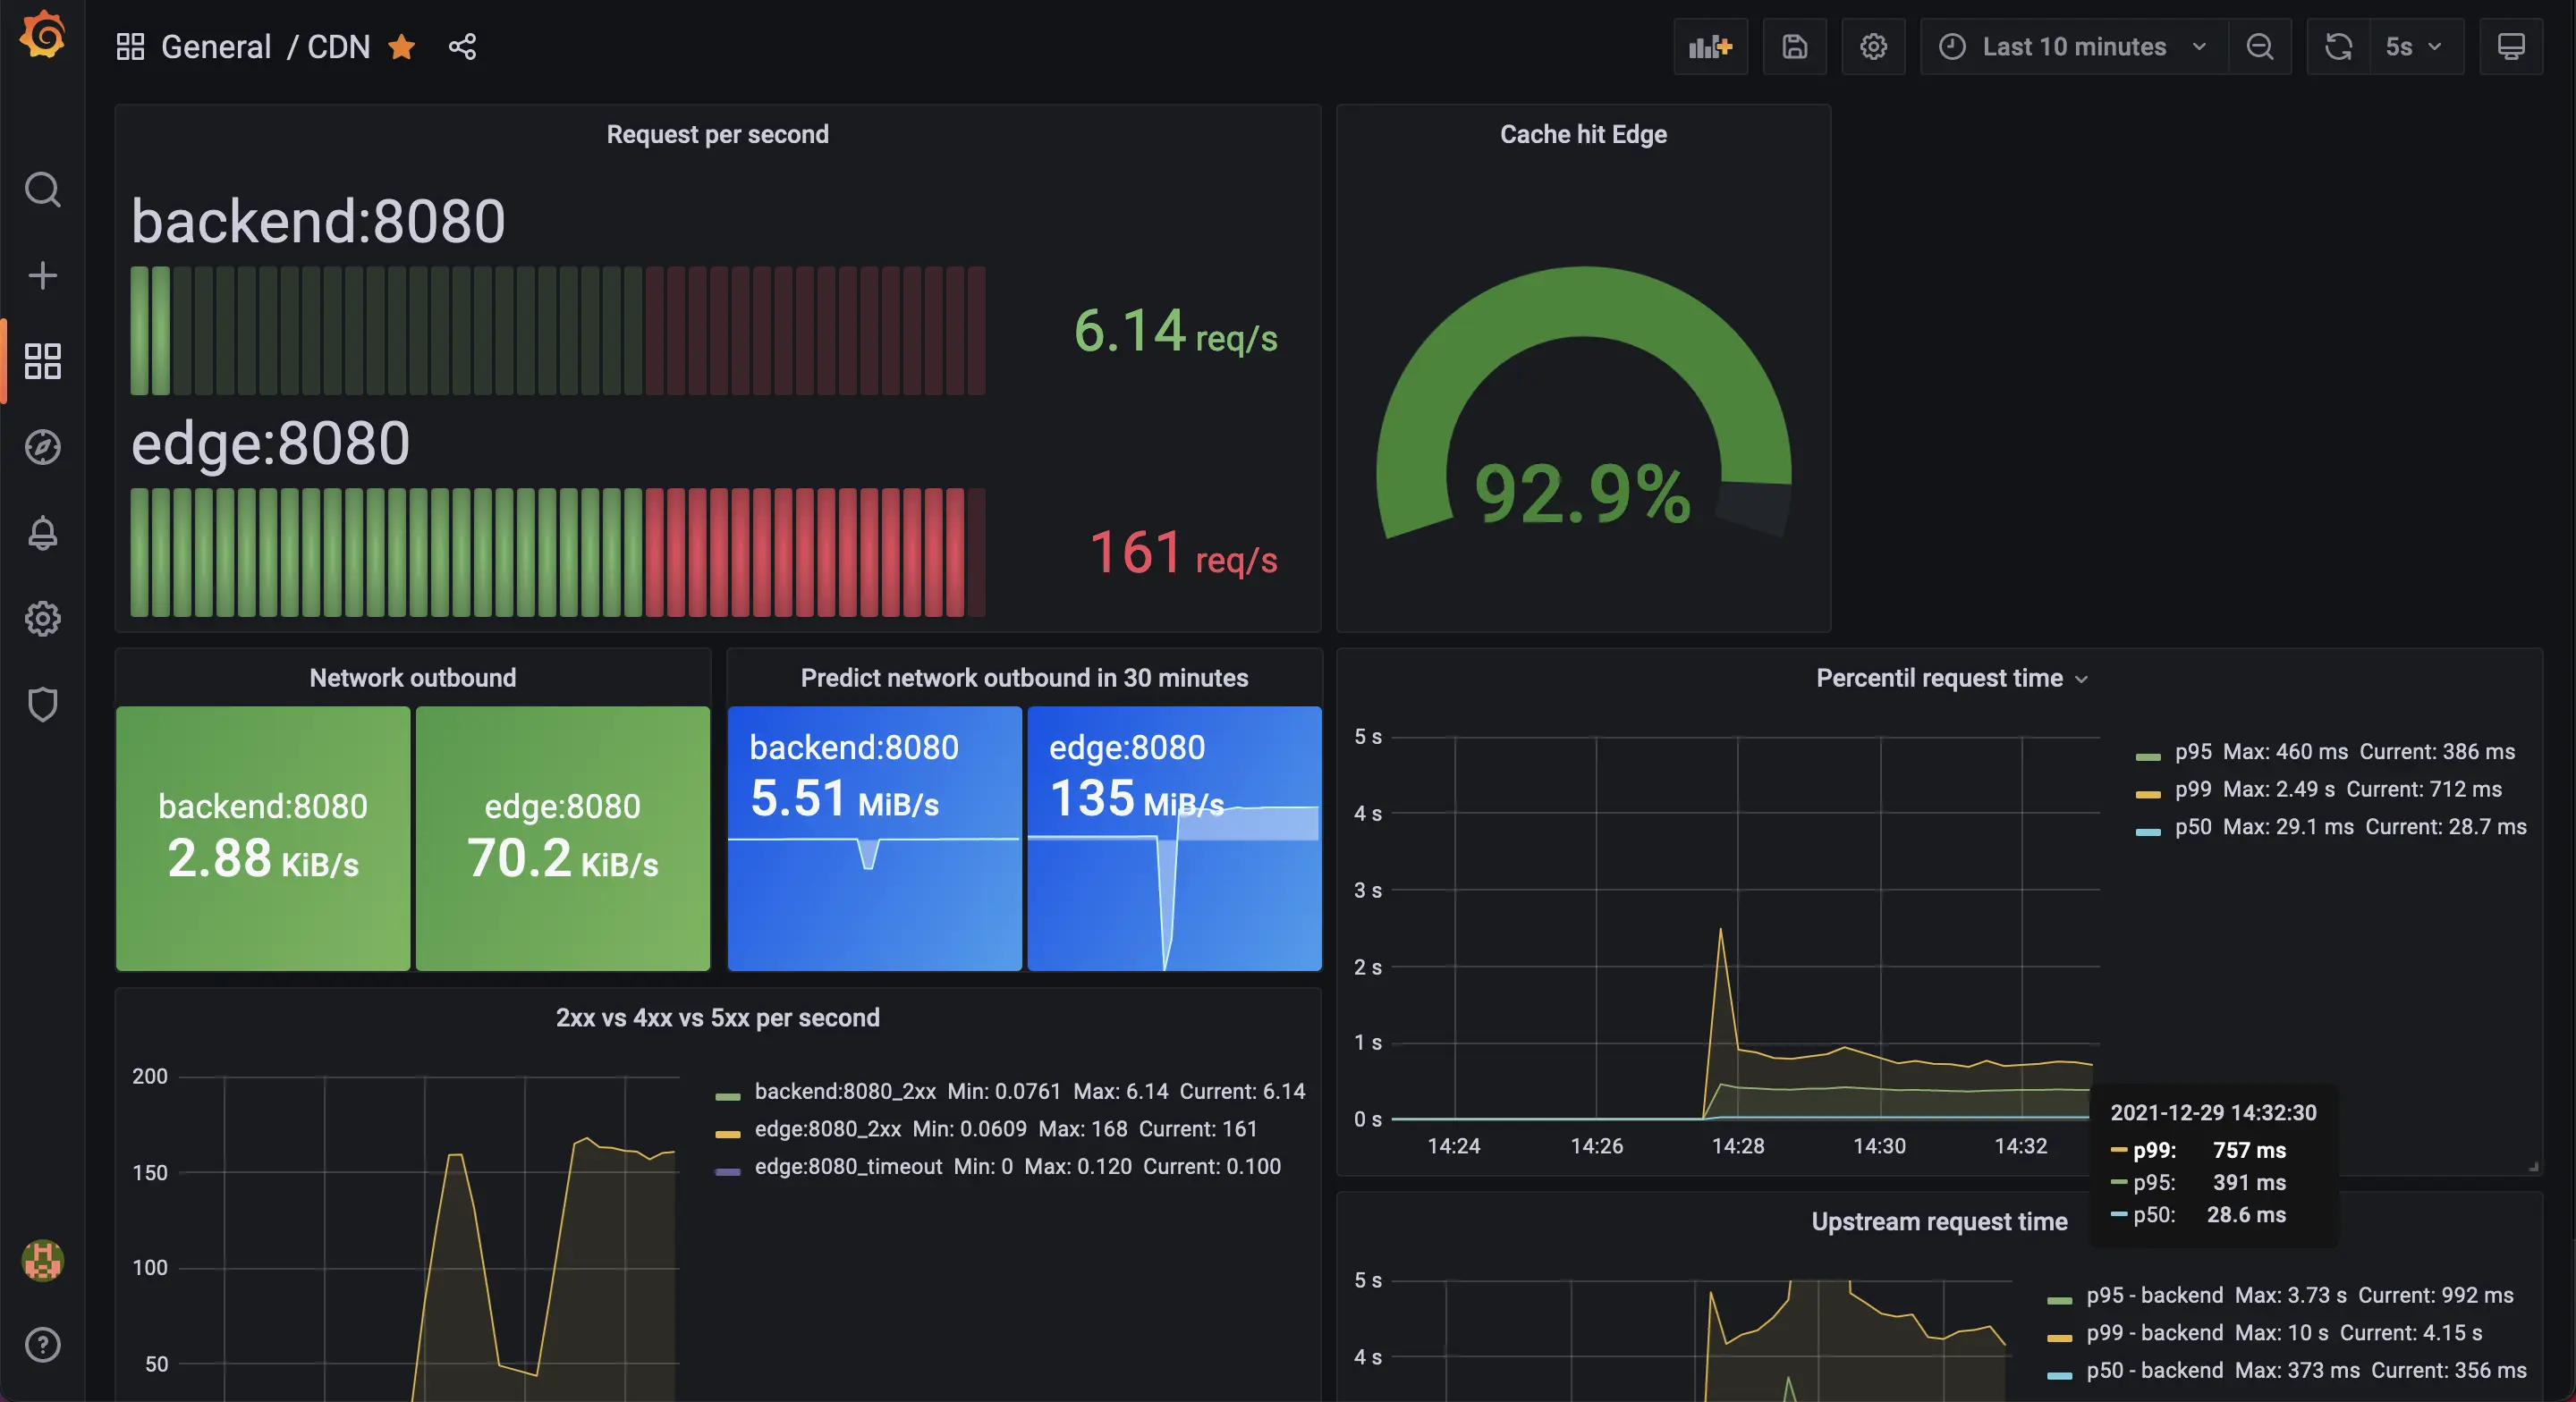 General / CDN
Last 10 minutes
5s
Request per second
backend:8080
6.14 req/s
edge:8080
161 req/s
Cache hit Edge
92.9%
Network outbound
backend:8080
2.88 KiB/s
edge:8080
70.2 KiB/s
Predict network outbound in 30 minutes
backend:8080
5.51 MiB/s
edge:8080
135 MiB/s
Percentil request time
5 s
4 s
3 s
2 s
1 s
0 s
14:24 14:26 14:28 14:30 14:32
p95 Max: 460 ms Current: 386 ms
p99 Max: 2.49 s Current: 712 ms
p50 Max: 29.1 ms Current: 28.7 ms
2021-12-29 14:32:30
p99: 757 ms
p95: 391 ms
p50: 28.6 ms
2xx vs 4xx vs 5xx per second
200
150
100
50
backend:8080_2xx Min: 0.0761 Max: 6.14 Current: 6.14
edge:8080_2xx Min: 0.0609 Max: 168 Current: 161
edge:8080_timeout Min: 0 Max: 0.120 Current: 0.100
Upstream request time
5 s
4 s
p95 - backend Max: 3.73 s Current: 992 ms
p99 - backend Max: 10 s Current: 4.15 s
p50 - backend Max: 373 ms Current: 356 ms